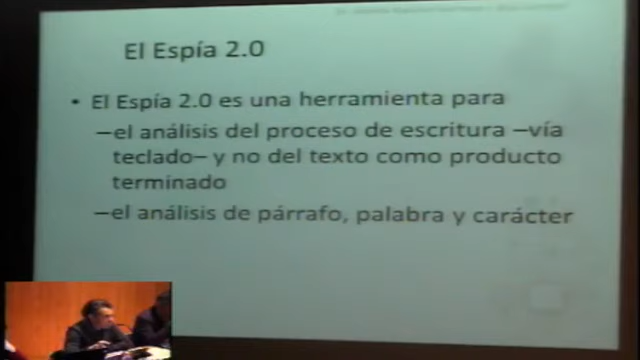 El Espía 2.0
• El Espía 2.0 es una herramienta para
–el análisis del proceso de escritura –vía
teclado– y no del texto como producto
terminado
–el análisis de párrafo, palabra y carácter